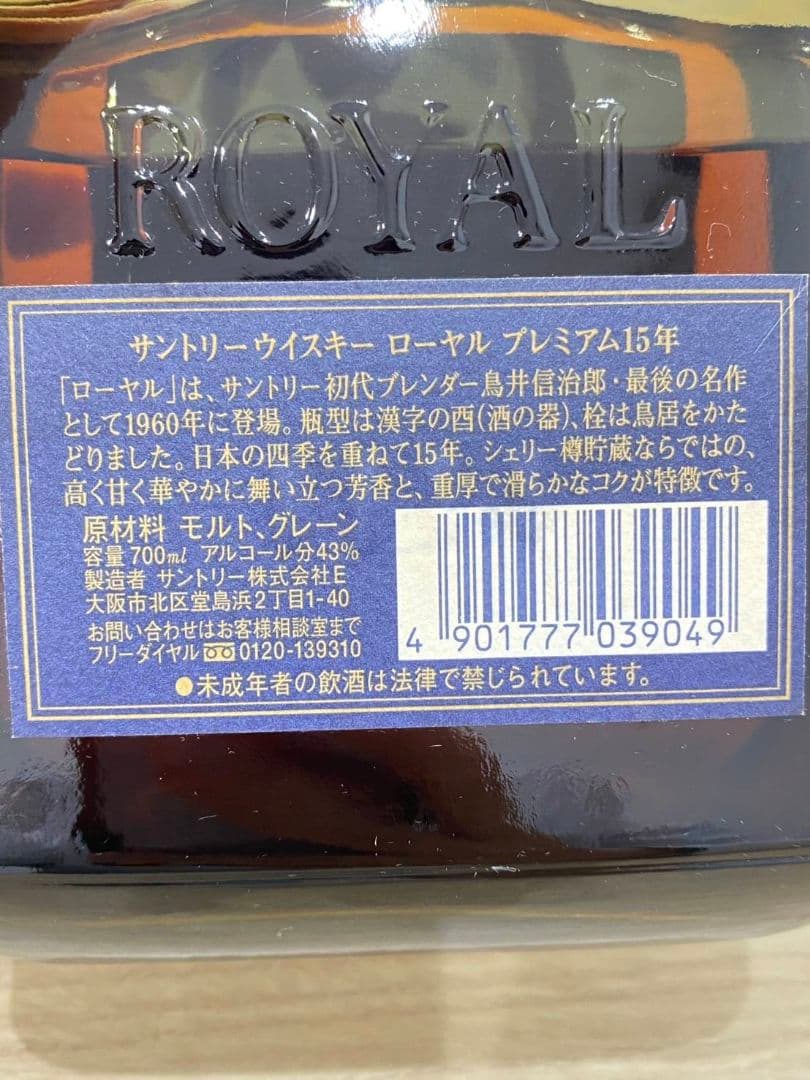 ROYAL
サントリーウイスキー ローヤル プレミアム15年
「ローヤル」は、サントリー初代ブレンダー鳥井信治郎・最後の名作
として1960年に登場。瓶型は漢字の酉(酒の器)、栓は鳥居をかた
どりました。日本の四季を重ねて15年。シェリー樽貯蔵ならではの、
高く甘く華やかに舞い立つ芳香と、重厚で滑らかなコクが特徴です。
原材料 モルト、グレーン
容量700ml アルコール分43%
製造者 サントリー株式会社E
大阪市北区堂島浜2丁目1-40
お問い合わせはお客様相談室まで
フリーダイヤル 0120-139310
4 901777 039049
●未成年者の飲酒は法律で禁じられています。